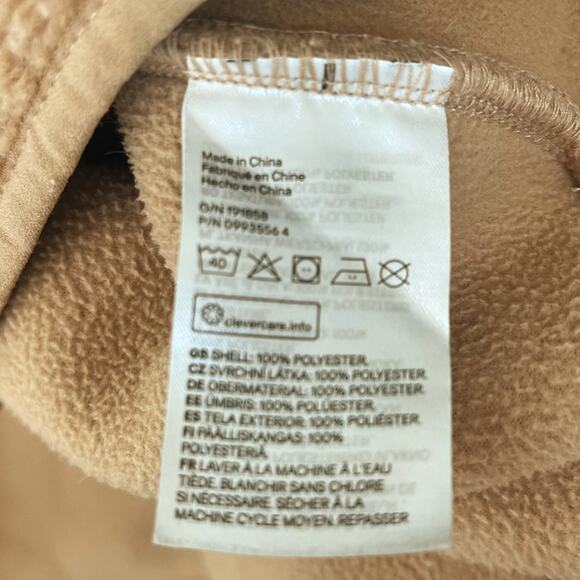 Made in China
Fabriqué en Chine
Hecho en China
O/N 191858
P/N 0993556 4
40
clevercare.info
GB SHELL: 100% POLYESTER.
CZ SVRCHNÍ LÁTKA: 100% POLYESTER.
DE OBERMATERIAL: 100% POLYESTER.
EE ÜMBRIS: 100% POLÜESTER.
ES TELA EXTERIOR: 100% POLIÉSTER.
FI PÄÄLLISKANGAS: 100%
POLYESTERIÄ
FR LAVER À LA MACHINE À L'EAU
TIÈDE. BLANCHIR SANS CHLORE
SI NÉCESSAIRE. SÉCHER À LA
MACHINE CYCLE MOYEN. REPASSER